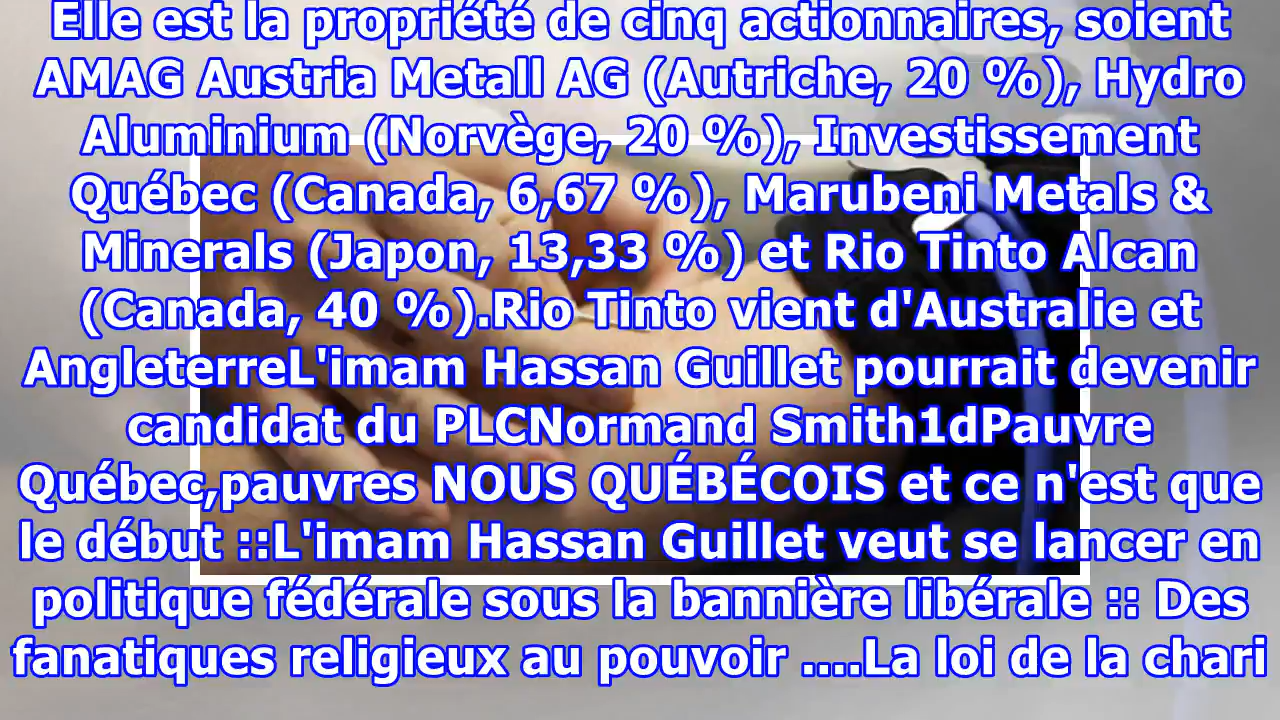 Elle est la propriété de cinq actionnaires, soient
AMAG Austria Metall AG (Autriche, 20 %), Hydro
Aluminium (Norvège, 20 %), Investissement
Québec (Canada, 6,67 %), Marubeni Metals &
Minerals (Japon, 13,33 %) et Rio Tinto Alcan
(Canada, 40 %).Rio Tinto vient d'Australie et
AngleterreL'imam Hassan Guillet pourrait devenir
candidat du PLCNormand Smith1dPauvre
Québec,pauvres NOUS QUÉBÉCOIS et ce n'est que
le début ::L'imam Hassan Guillet veut se lancer en
politique fédérale sous la bannière libérale :: Des
fanatiques religieux au pouvoir ....La loi de la chari